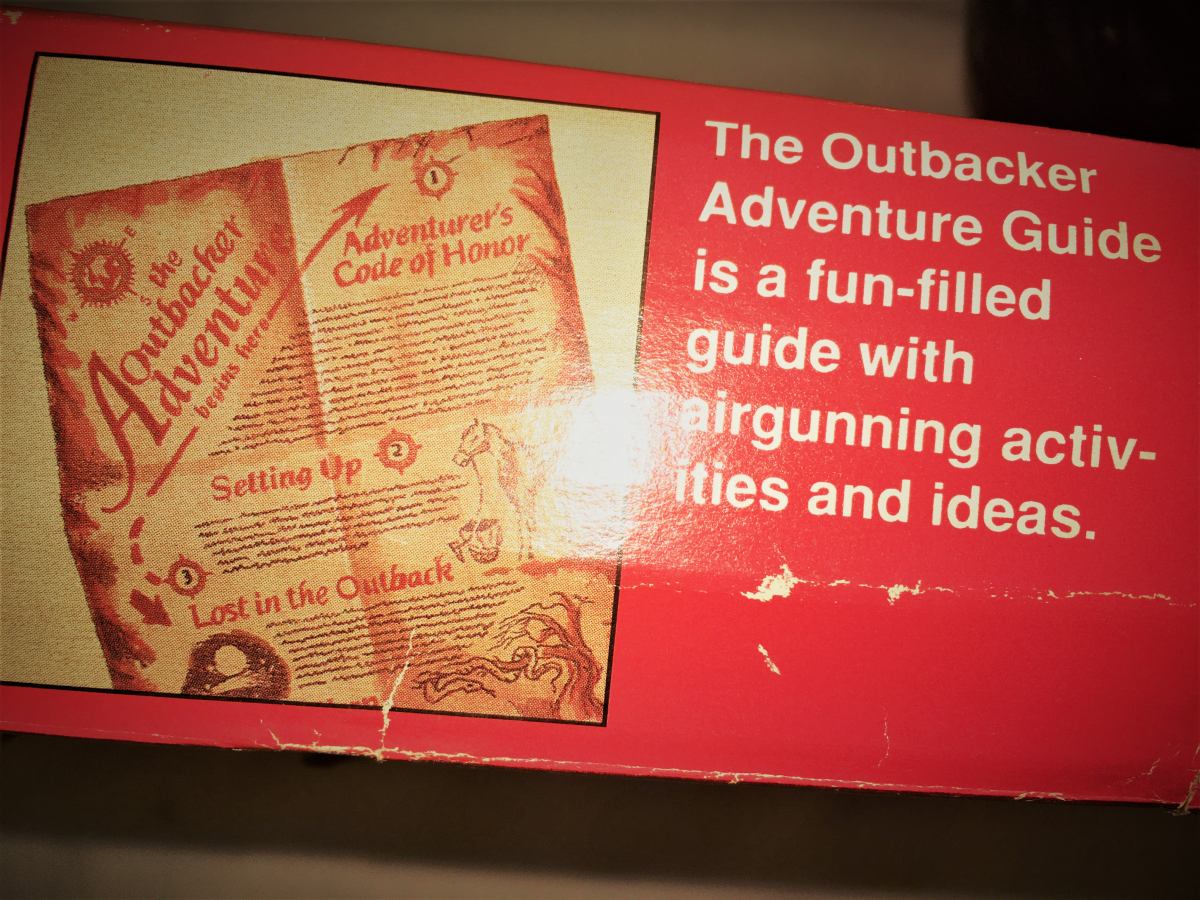 the
Outbacker
Adventure
begins here
1
Adventurer's
Code of Honor
Setting Up
2
3
Lost in the Outback
The Outbacker
Adventure Guide
is a fun-filled
guide with
airgunning activ-
ities and ideas.